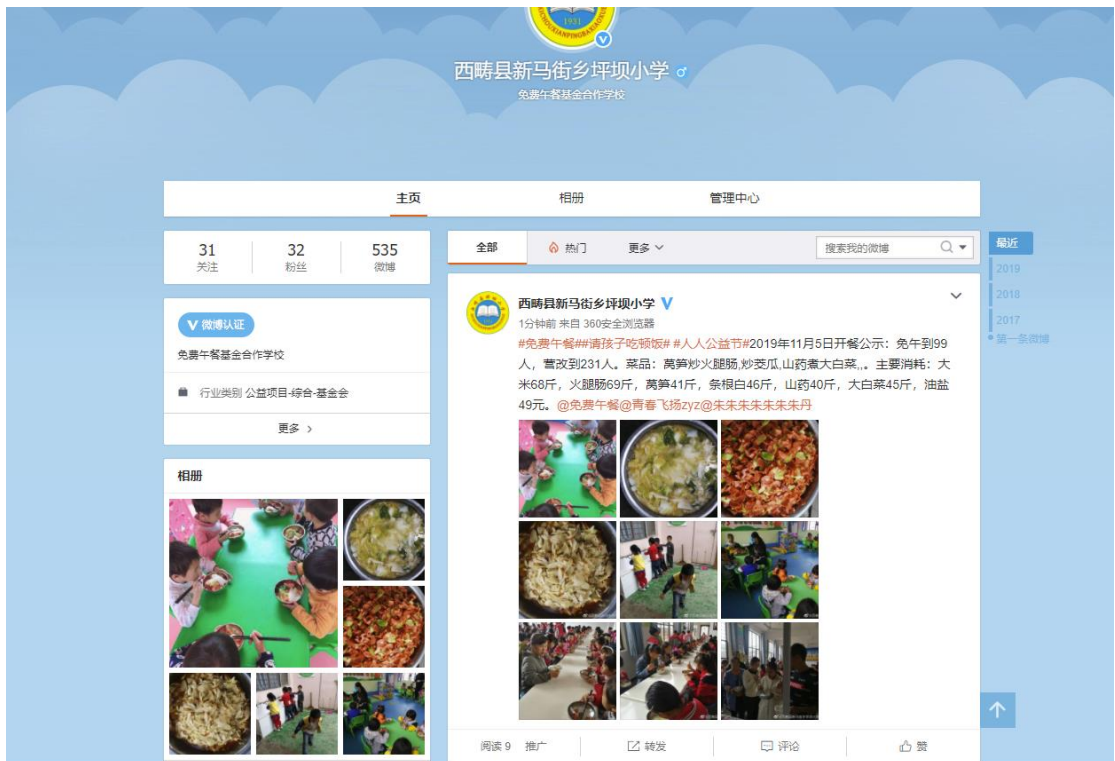 1931
西畴县新马街乡坪坝小学
免费午餐基金合作学校
主页 相册 管理中心
31 32 535
关注 粉丝 微博
V 微博认证
免费午餐基金合作学校
行业类别 公益项目-综合-基金会
更多 >
相册
全部 热门 更多 搜索我的微博
西畴县新马街乡坪坝小学 V
1分钟前 来自 360安全浏览器
#免费午餐##请孩子吃顿饭# #人人公益节#2019年11月5日开餐公示：免午到99
人，营改到231人。菜品：莴笋炒火腿肠,炒茭瓜,山药煮大白菜,。主要消耗：大
米68斤，火腿肠69斤，莴笋41斤，条根白46斤，山药40斤，大白菜45斤，油盐
49元。@免费午餐@青春飞扬zyz@朱朱朱朱朱朱朱丹
阅读 9 推广 转发 评论 赞
最近
2019
2018
2017
第一条微博